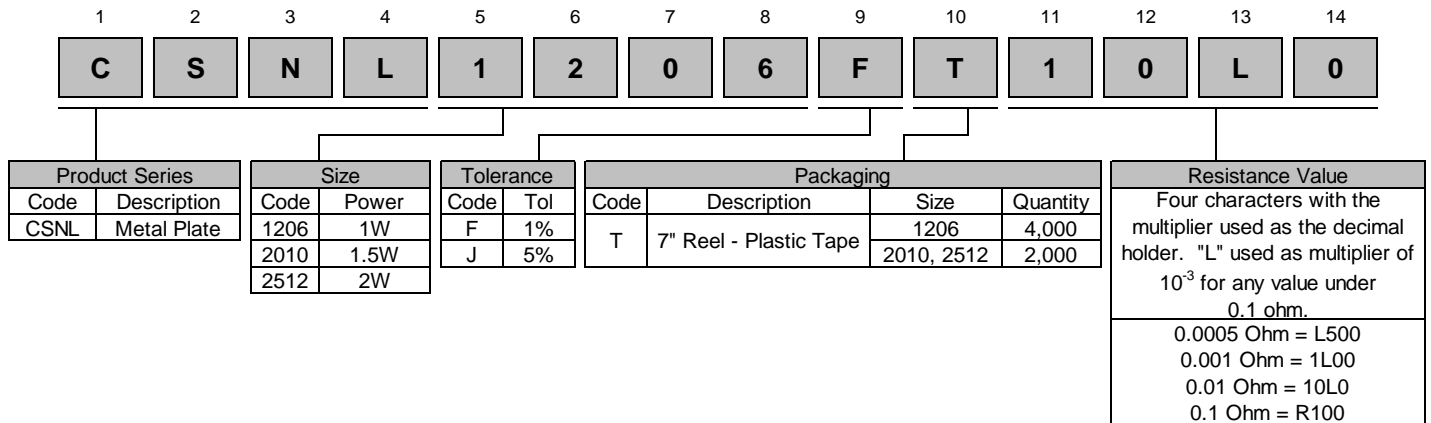 1 2 3 4 5 6 7 8 9 10 11 12 13 14
C S N L 1 2 0 6 F T 1 0 L 0
Product Series
Code Description
CSNL Metal Plate
Size
Code Power
1206 1W
2010 1.5W
2512 2W
Tolerance
Code Tol
F 1%
J 5%
Packaging
Code Description Size Quantity
T 7" Reel - Plastic Tape 1206 4,000
2010, 2512 2,000
Resistance Value
Four characters with the
multiplier used as the decimal
holder. "L" used as multiplier of
10⁻³ for any value under
0.1 ohm.
0.0005 Ohm = L500
0.001 Ohm = 1L00
0.01 Ohm = 10L0
0.1 Ohm = R100